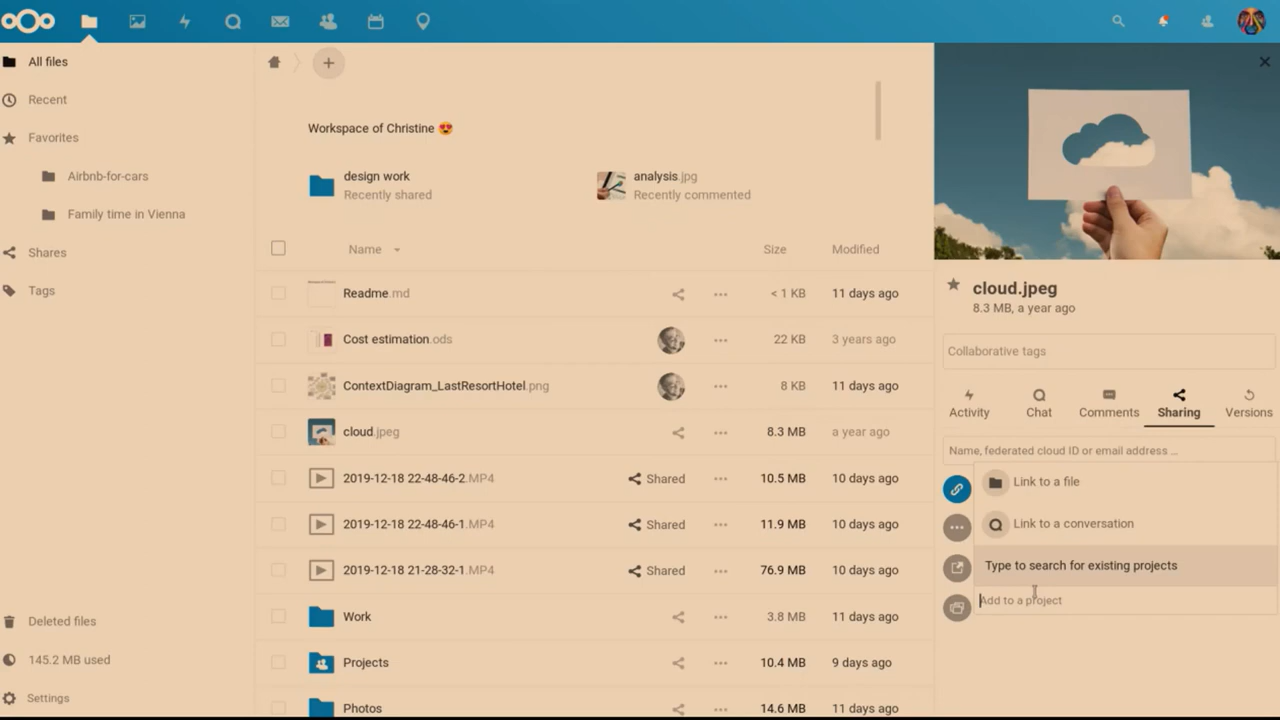 All files
Recent
Favorites
Airbnb-for-cars
Family time in Vienna
Shares
Tags
Deleted files
145.2 MB used
Settings
Workspace of Christine 😍
design work
Recently shared
analysis.jpg
Recently commented
Name Size Modified
Readme.md < 1 KB 11 days ago
Cost estimation.ods 22 KB 3 years ago
ContextDiagram_LastResortHotel.png 8 KB 11 days ago
cloud.jpeg 8.3 MB a year ago
2019-12-18 22-48-46-2.MP4 Shared 10.5 MB 10 days ago
2019-12-18 22-48-46-1.MP4 Shared 11.9 MB 10 days ago
2019-12-18 21-28-32-1.MP4 Shared 76.9 MB 10 days ago
Work 3.8 MB 11 days ago
Projects 10.4 MB 9 days ago
Photos 14.6 MB 11 days ago
cloud.jpeg
8.3 MB, a year ago
Collaborative tags
Activity Chat Comments Sharing Versions
Name, federated cloud ID or email address ...
Link to a file
Link to a conversation
Type to search for existing projects
Add to a project